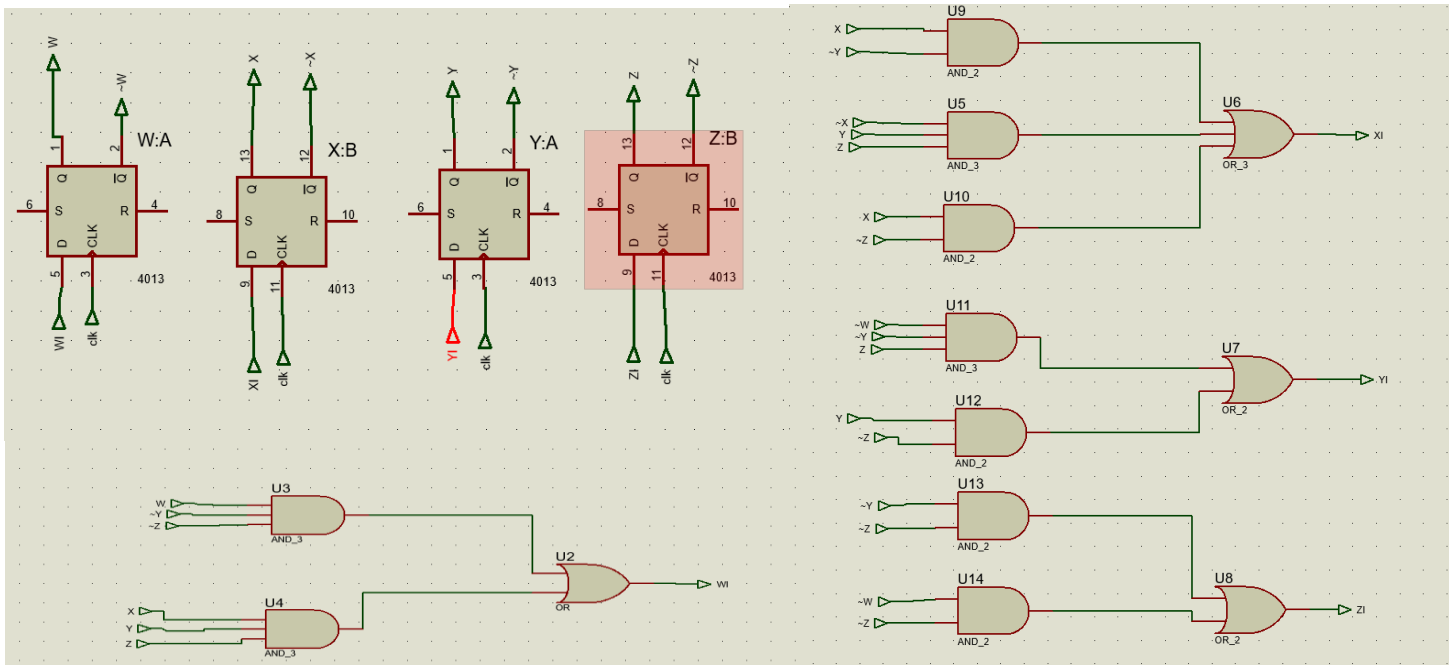 W
~W
W:A
1
2
Q
Q
6
S
R
4
D
CLK
5
3
4013
WI
clk
X
~X
X:B
13
12
Q
Q
8
S
R
10
D
CLK
9
11
4013
XI
clk
Y
~Y
Y:A
1
2
Q
Q
6
S
R
4
D
CLK
5
3
4013
YI
clk
Z
~Z
Z:B
13
12
Q
Q
8
S
R
10
D
CLK
9
11
4013
ZI
clk
U3
W
~Y
~Z
AND_3
U2
OR
WI
U4
X
Y
Z
AND_3
U9
X
~Y
AND_2
U5
~X
Y
Z
AND_3
U6
OR_3
XI
U10
X
~Z
AND_2
U11
~W
~Y
Z
AND_3
U7
OR_2
YI
U12
Y
~Z
AND_2
U13
~Y
~Z
AND_2
U14
~W
~Z
AND_2
U8
OR_2
ZI